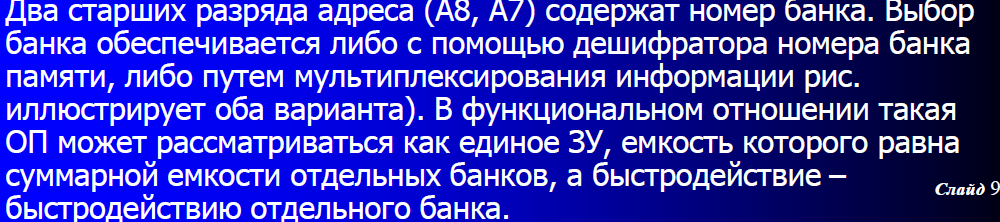 Два старших разряда адреса (A8, A7) содержат номер банка. Выбор
банка обеспечивается либо с помощью дешифратора номера банка
памяти, либо путем мультиплексирования информации рис.
иллюстрирует оба варианта). В функциональном отношении такая
ОП может рассматриваться как единое ЗУ, емкость которого равна
суммарной емкости отдельных банков, а быстродействие –
быстродействию отдельного банка.
Слайд 9